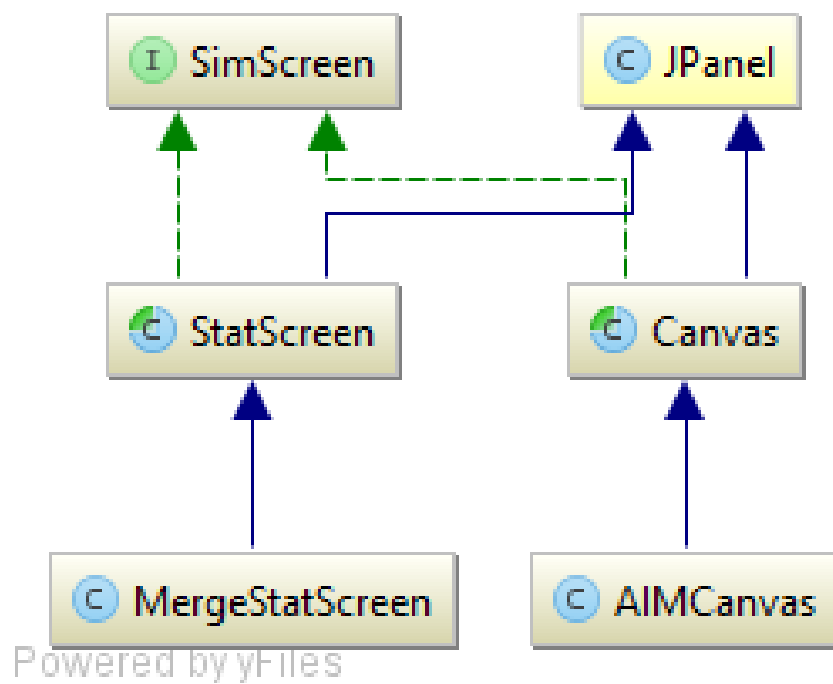 I SimScreen
C JPanel
C StatScreen
C Canvas
C MergeStatScreen
C AIMCanvas
Powered by yFiles